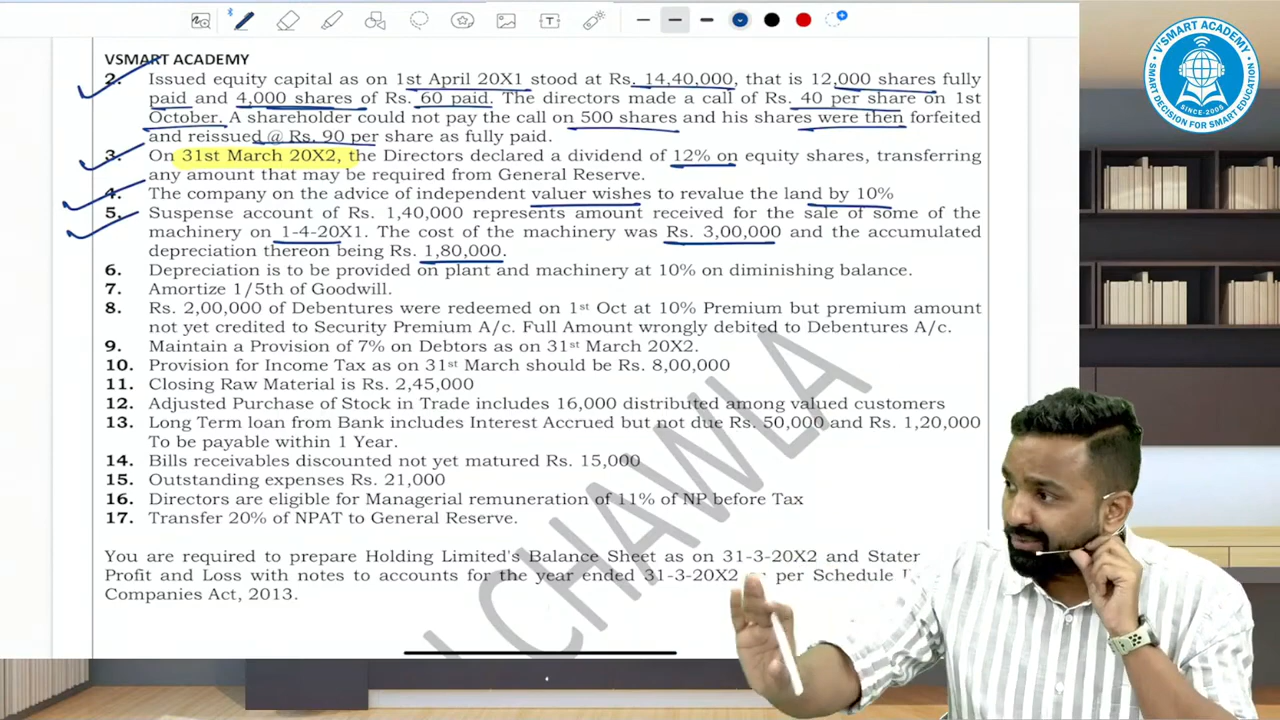 VSMART ACADEMY
2. Issued equity capital as on 1st April 20X1 stood at Rs. 14,40,000, that is 12,000 shares fully
paid and 4,000 shares of Rs. 60 paid. The directors made a call of Rs. 40 per share on 1st
October. A shareholder could not pay the call on 500 shares and his shares were then forfeited
and reissued @ Rs. 90 per share as fully paid.
3. On 31st March 20X2, the Directors declared a dividend of 12% on equity shares, transferring
any amount that may be required from General Reserve.
4. The company on the advice of independent valuer wishes to revalue the land by 10%
5. Suspense account of Rs. 1,40,000 represents amount received for the sale of some of the
machinery on 1-4-20X1. The cost of the machinery was Rs. 3,00,000 and the accumulated
depreciation thereon being Rs. 1,80,000.
6. Depreciation is to be provided on plant and machinery at 10% on diminishing balance.
7. Amortize 1/5th of Goodwill.
8. Rs. 2,00,000 of Debentures were redeemed on 1st Oct at 10% Premium but premium amount
not yet credited to Security Premium A/c. Full Amount wrongly debited to Debentures A/c.
9. Maintain a Provision of 7% on Debtors as on 31st March 20X2.
10. Provision for Income Tax as on 31st March should be Rs. 8,00,000
11. Closing Raw Material is Rs. 2,45,000
12. Adjusted Purchase of Stock in Trade includes 16,000 distributed among valued customers
13. Long Term loan from Bank includes Interest Accrued but not due Rs. 50,000 and Rs. 1,20,000
To be payable within 1 Year.
14. Bills receivables discounted not yet matured Rs. 15,000
15. Outstanding expenses Rs. 21,000
16. Directors are eligible for Managerial remuneration of 11% of NP before Tax
17. Transfer 20% of NPAT to General Reserve.
You are required to prepare Holding Limited's Balance Sheet as on 31-3-20X2 and
Profit and Loss with notes to accounts for the year ended 31-3-20X2 per Schedule
Companies Act, 2013.
CHAWLA
V'SMART ACADEMY
SINCE-2005
SMART DECISION FOR SMART EDUCATION